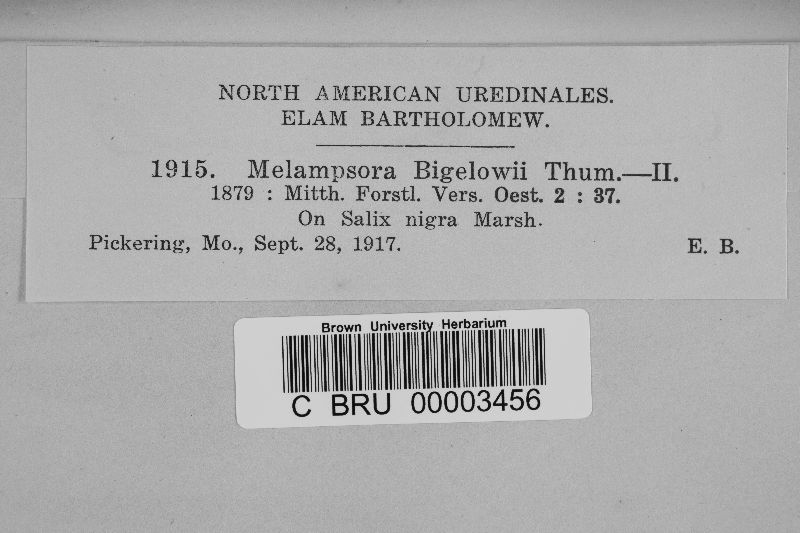 NORTH AMERICAN UREDINALES.
ELAM BARTHOLOMEW.
1915. Melampsora Bigelowii Thum.—II.
1879 : Mitth. Forstl. Vers. Oest. 2 : 37.
On Salix nigra Marsh.
Pickering, Mo., Sept. 28, 1917. E. B.
Brown University Herbarium
C BRU 00003456